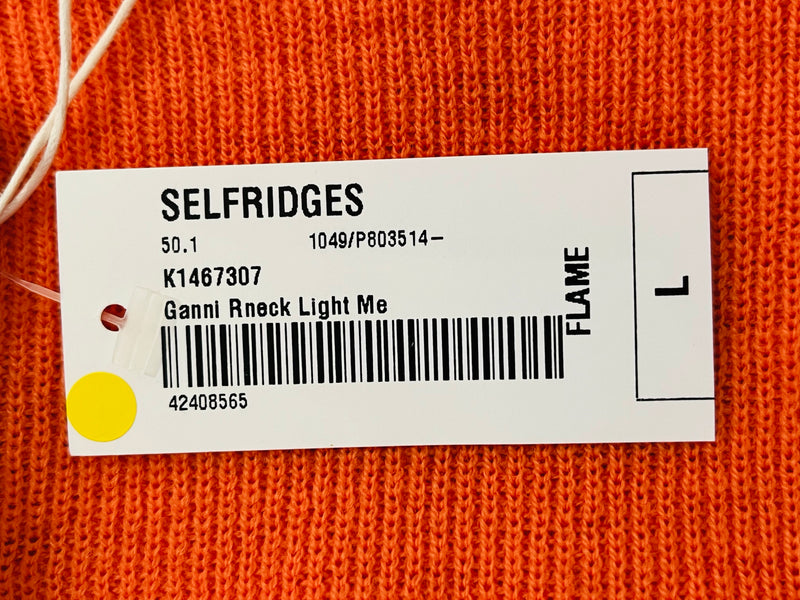 SELFRIDGES
50.1 1049/P803514-
K1467307
Ganni Rneck Light Me
42408565
FLAME
L